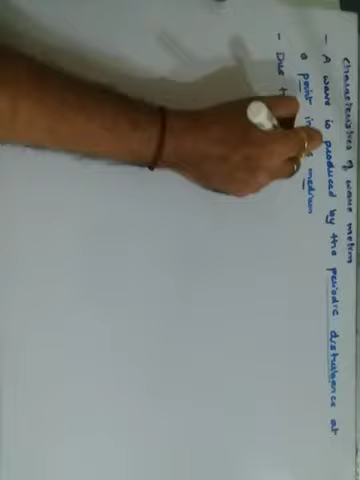 Characteristics of wave motion
- A wave is produced by the periodic disturbance at
a point in medium
- Due